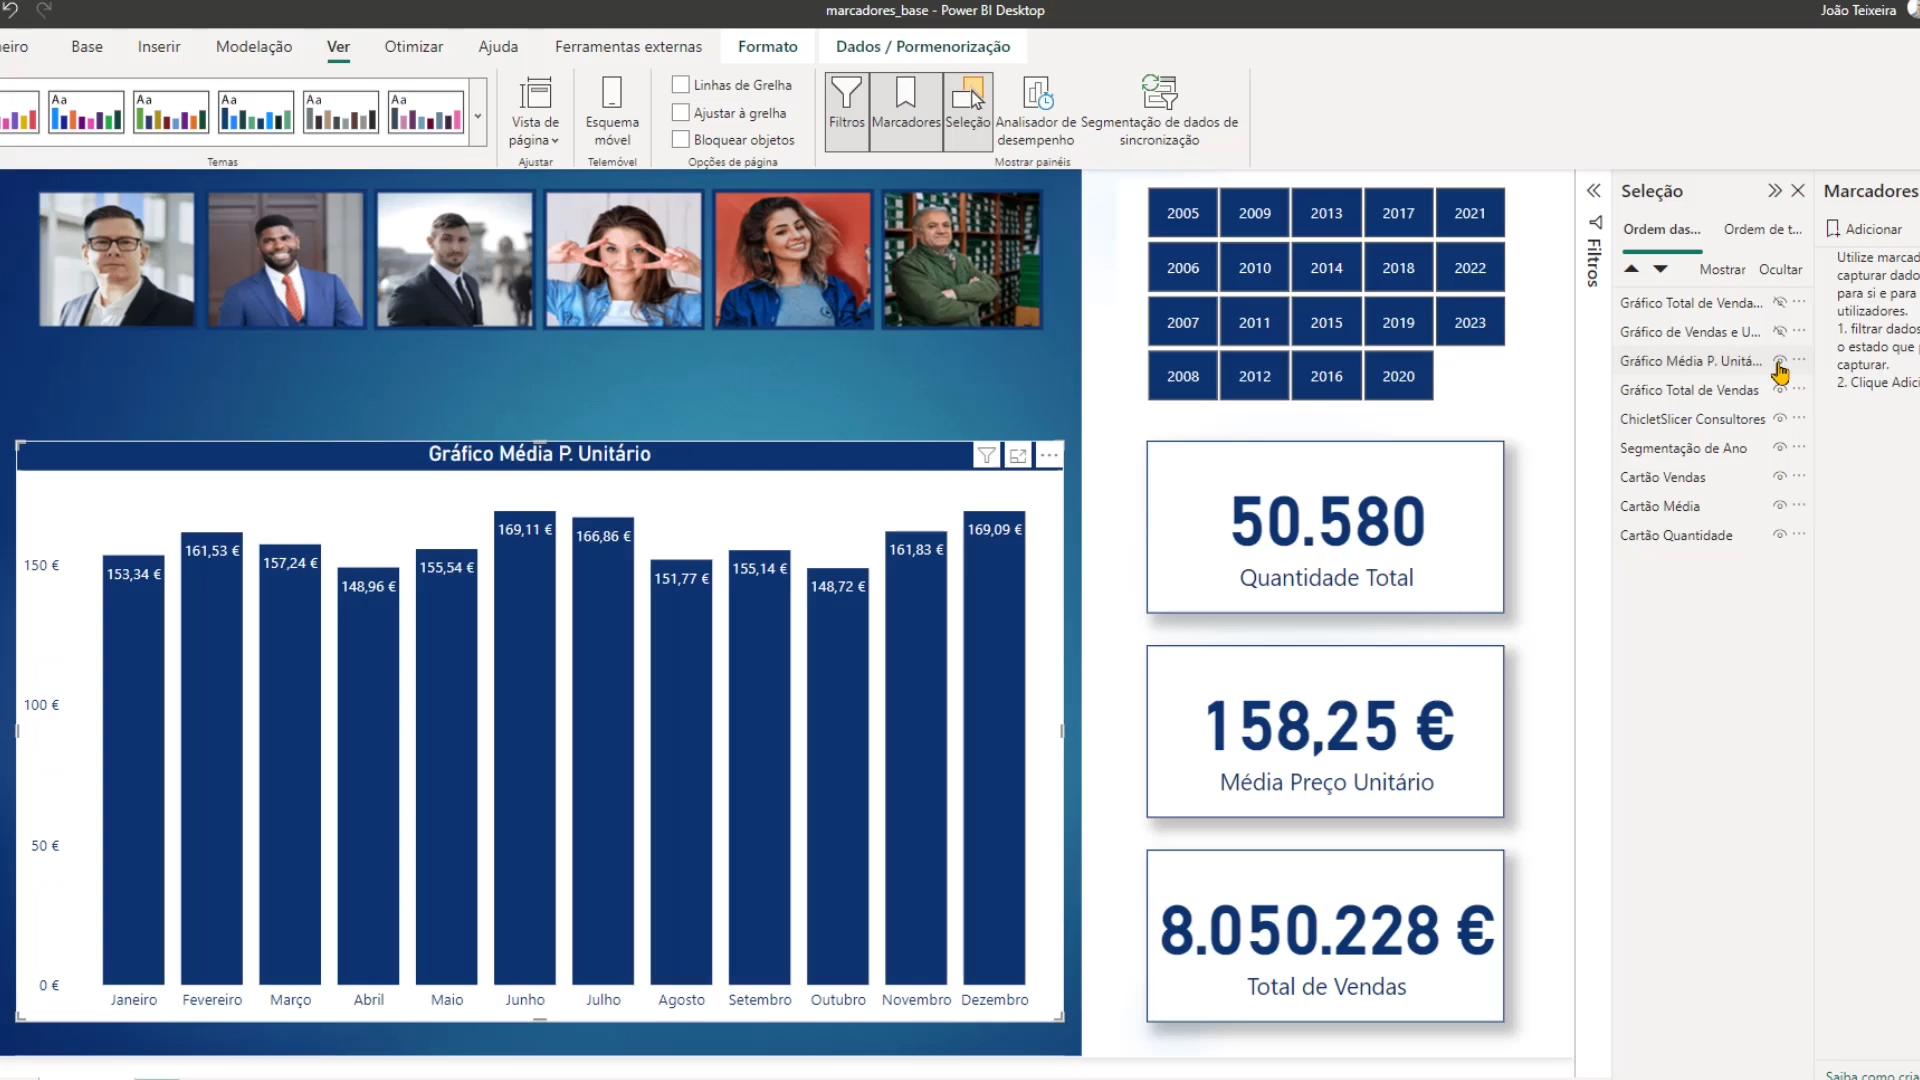 marcadores_base - Power BI Desktop
João Teixeira
eiro
Base
Inserir
Modelação
Ver
Otimizar
Ajuda
Ferramentas externas
Formato
Dados / Pormenorização
Aa
Aa
Aa
Aa
Aa
Temas
Vista de
página
Ajustar
Esquema
móvel
Telemóvel
Linhas de Grelha
Ajustar à grelha
Bloquear objetos
Opções de página
Filtros
Marcadores
Seleção
Analisador de
desempenho
Segmentação de dados de
sincronização
Mostrar painéis
2005
2009
2013
2017
2021
2006
2010
2014
2018
2022
2007
2011
2015
2019
2023
2008
2012
2016
2020
Gráfico Média P. Unitário
150 €
100 €
50 €
0 €
153,34 €
161,53 €
157,24 €
148,96 €
155,54 €
169,11 €
166,86 €
151,77 €
155,14 €
148,72 €
161,83 €
169,09 €
Janeiro
Fevereiro
Março
Abril
Maio
Junho
Julho
Agosto
Setembro
Outubro
Novembro
Dezembro
50.580
Quantidade Total
158,25 €
Média Preço Unitário
8.050.228 €
Total de Vendas
Filtros
Seleção
Ordem das...
Ordem de t...
Mostrar
Ocultar
Gráfico Total de Venda...
Gráfico de Vendas e U...
Gráfico Média P. Unitá...
Gráfico Total de Vendas
ChicletSlicer Consultores
Segmentação de Ano
Cartão Vendas
Cartão Média
Cartão Quantidade
Marcadores
Adicionar
Utilize marcad
capturar dado
para si e para
utilizadores.
1. filtrar dados
o estado que p
capturar.
2. Clique Adici
Saiba como cria